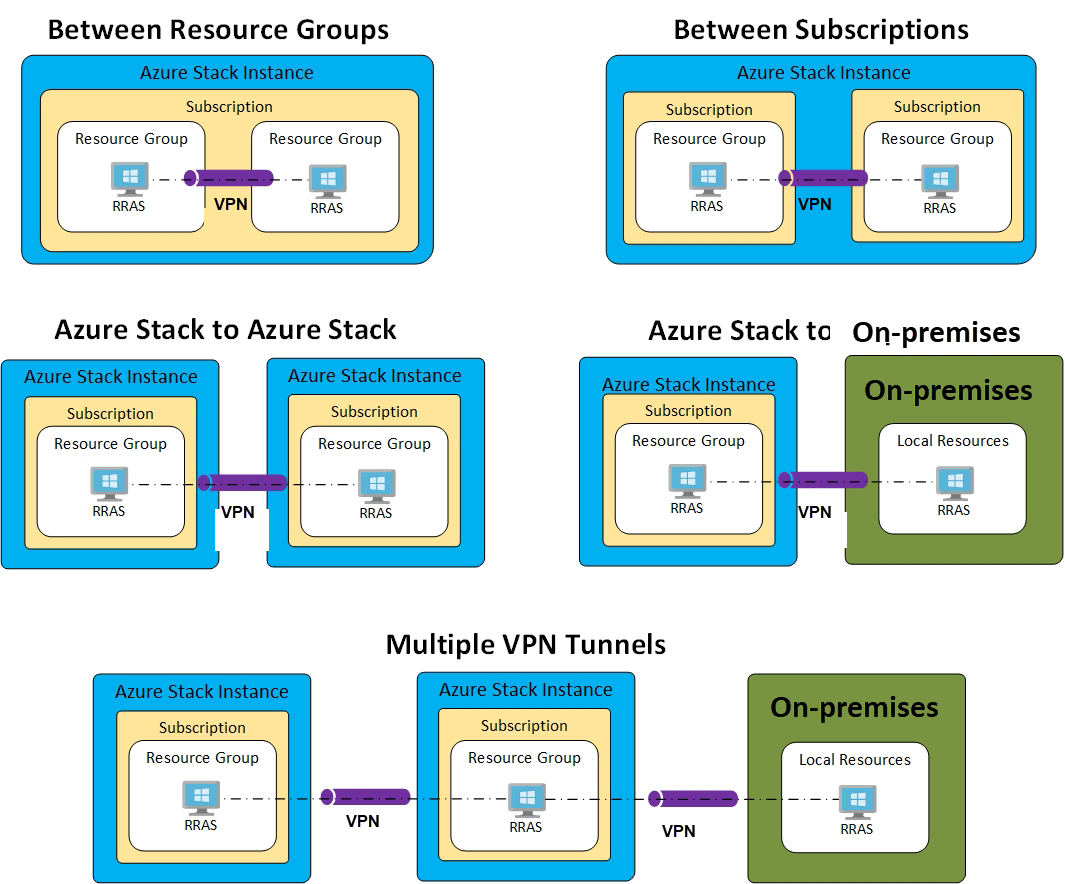 Between Resource Groups
Azure Stack Instance
Subscription
Resource Group
RRAS
VPN
Resource Group
RRAS
Between Subscriptions
Azure Stack Instance
Subscription
Resource Group
RRAS
VPN
Subscription
Resource Group
RRAS
Azure Stack to Azure Stack
Azure Stack Instance
Subscription
Resource Group
RRAS
VPN
Azure Stack Instance
Subscription
Resource Group
RRAS
Azure Stack to On-premises
Azure Stack Instance
Subscription
Resource Group
RRAS
VPN
On-premises
Local Resources
RRAS
Multiple VPN Tunnels
Azure Stack Instance
Subscription
Resource Group
RRAS
VPN
Azure Stack Instance
Subscription
Resource Group
RRAS
VPN
On-premises
Local Resources
RRAS